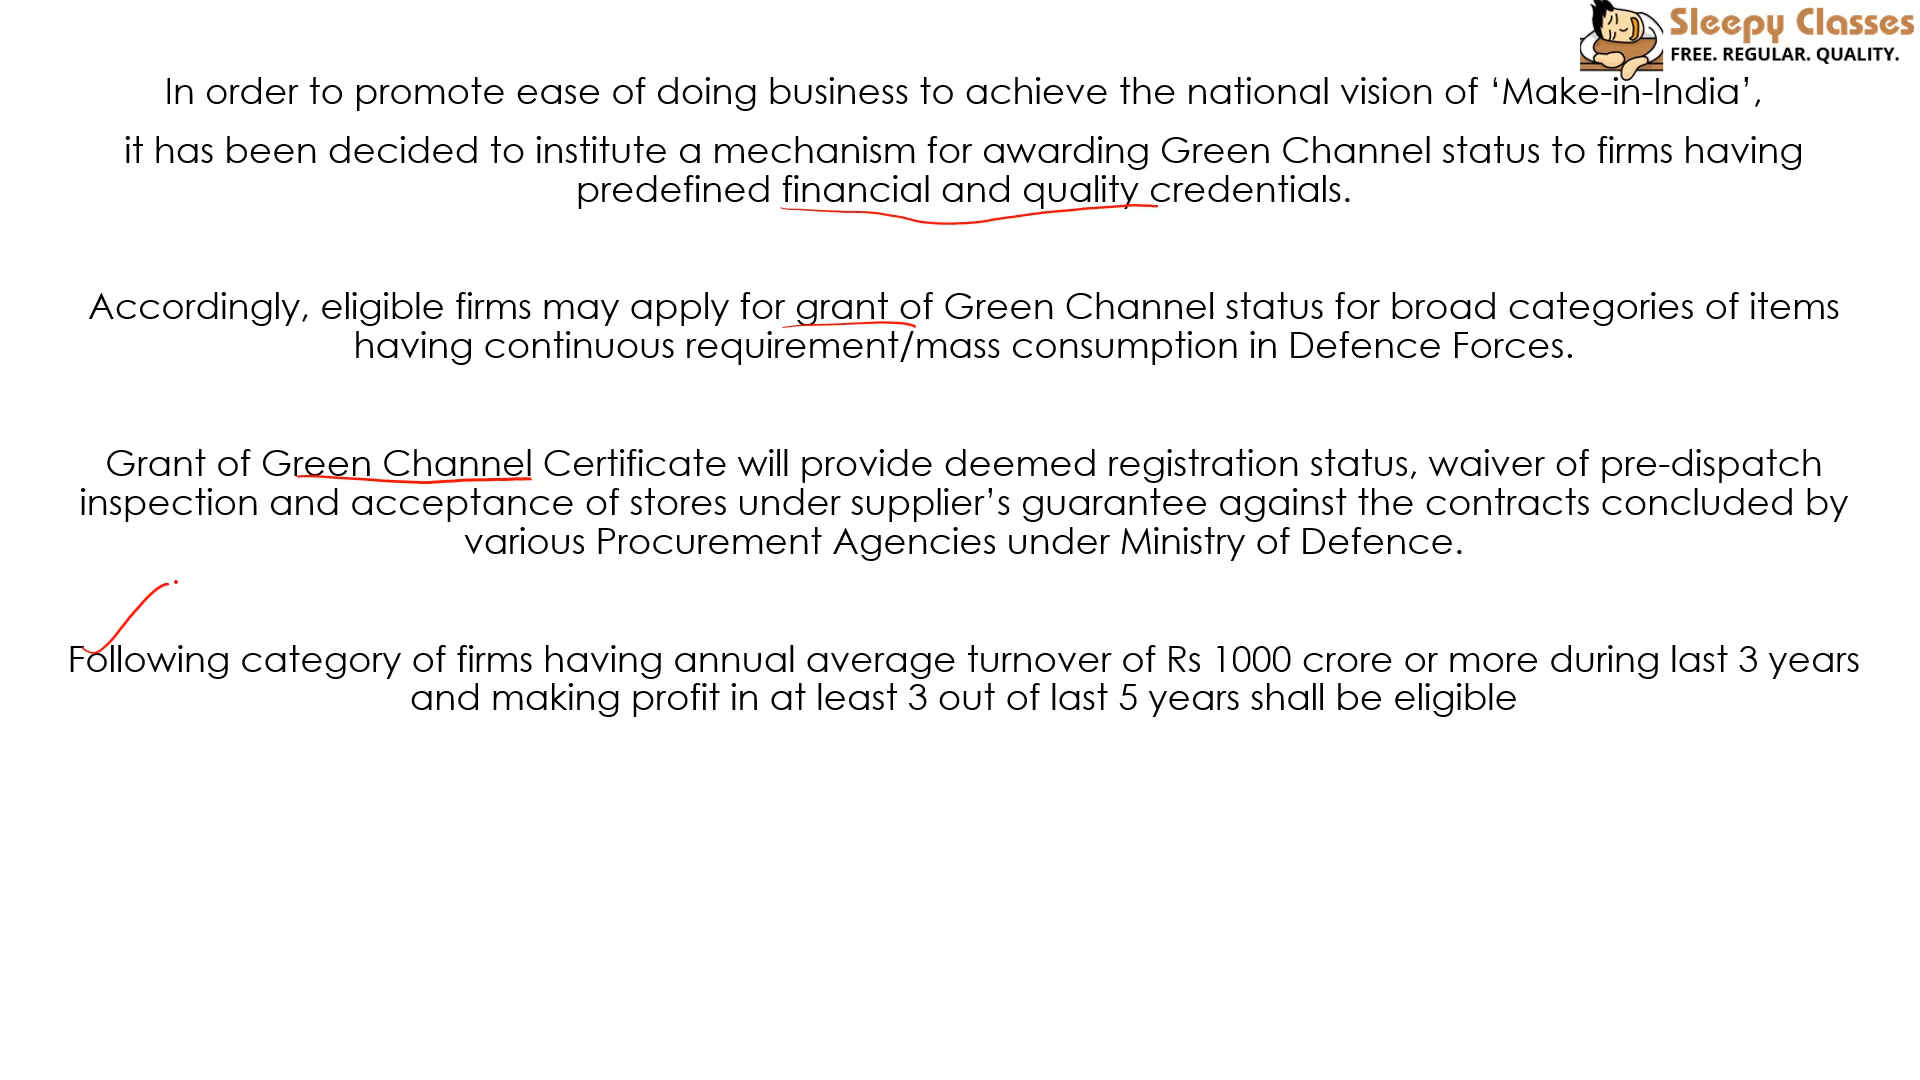 Sleepy Classes
FREE. REGULAR. QUALITY.
In order to promote ease of doing business to achieve the national vision of ‘Make-in-India’,
it has been decided to institute a mechanism for awarding Green Channel status to firms having
predefined financial and quality credentials.
Accordingly, eligible firms may apply for grant of Green Channel status for broad categories of items
having continuous requirement/mass consumption in Defence Forces.
Grant of Green Channel Certificate will provide deemed registration status, waiver of pre-dispatch
inspection and acceptance of stores under supplier’s guarantee against the contracts concluded by
various Procurement Agencies under Ministry of Defence.
Following category of firms having annual average turnover of Rs 1000 crore or more during last 3 years
and making profit in at least 3 out of last 5 years shall be eligible